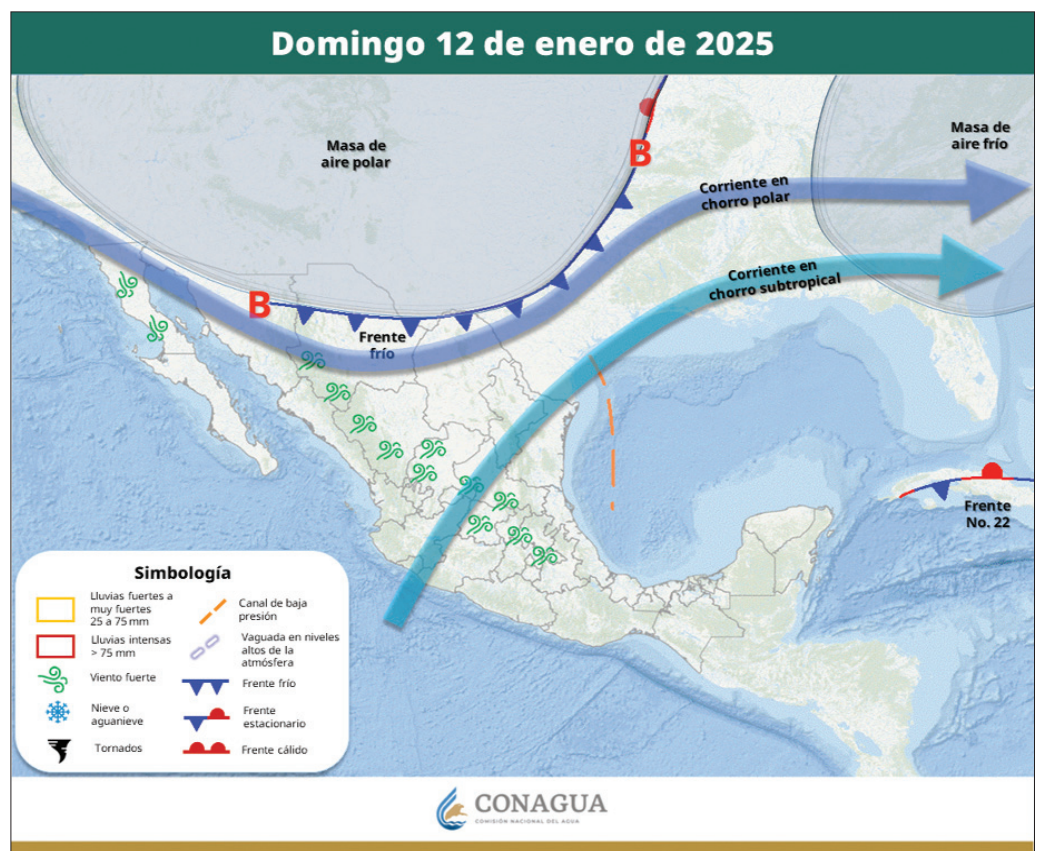 Domingo 12 de enero de 2025
Masa de
aire polar
Masa de
aire frío
B
Corriente en
chorro polar
Corriente en
chorro subtropical
B
Frente
frío
Frente
No. 22
Simbología
Lluvias fuertes a
muy fuertes
25 a 75 mm
Lluvias intensas
> 75 mm
Viento fuerte
Nieve o
aguanieve
Tornados
Canal de baja
presión
Vaguada en niveles
altos de la
atmósfera
Frente frío
Frente
estacionario
Frente cálido
CONAGUA
COMISIÓN NACIONAL DEL AGUA